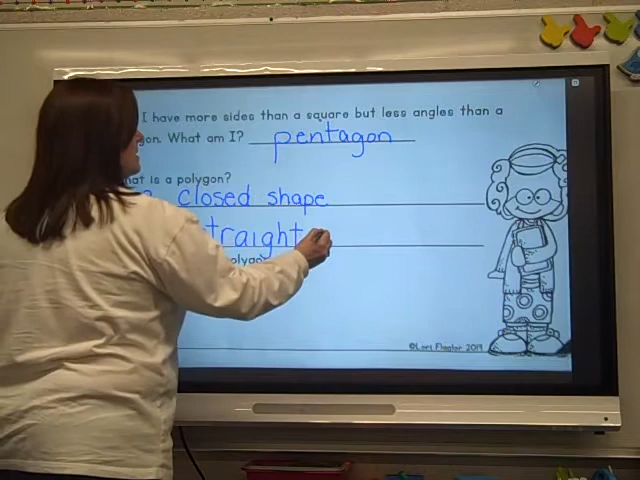 I have more sides than a square but less angles than a
gon. What am I? pentagon
hat is a polygon?
closed shape
traight
olygo
©Lori Flaglor 2019